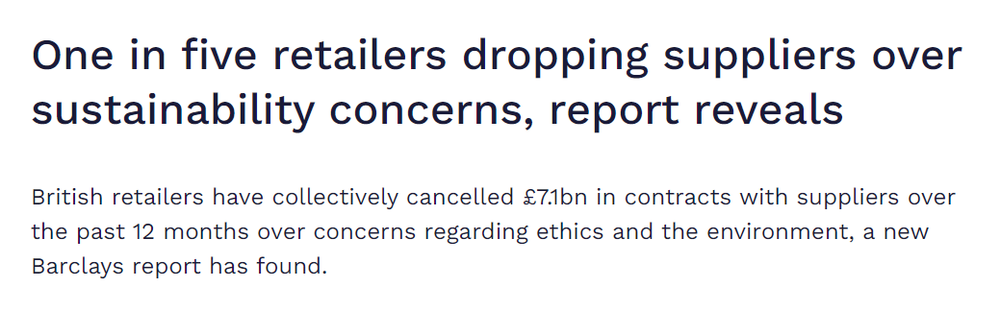 One in five retailers dropping suppliers over
sustainability concerns, report reveals
British retailers have collectively cancelled £7.1bn in contracts with suppliers over
the past 12 months over concerns regarding ethics and the environment, a new
Barclays report has found.